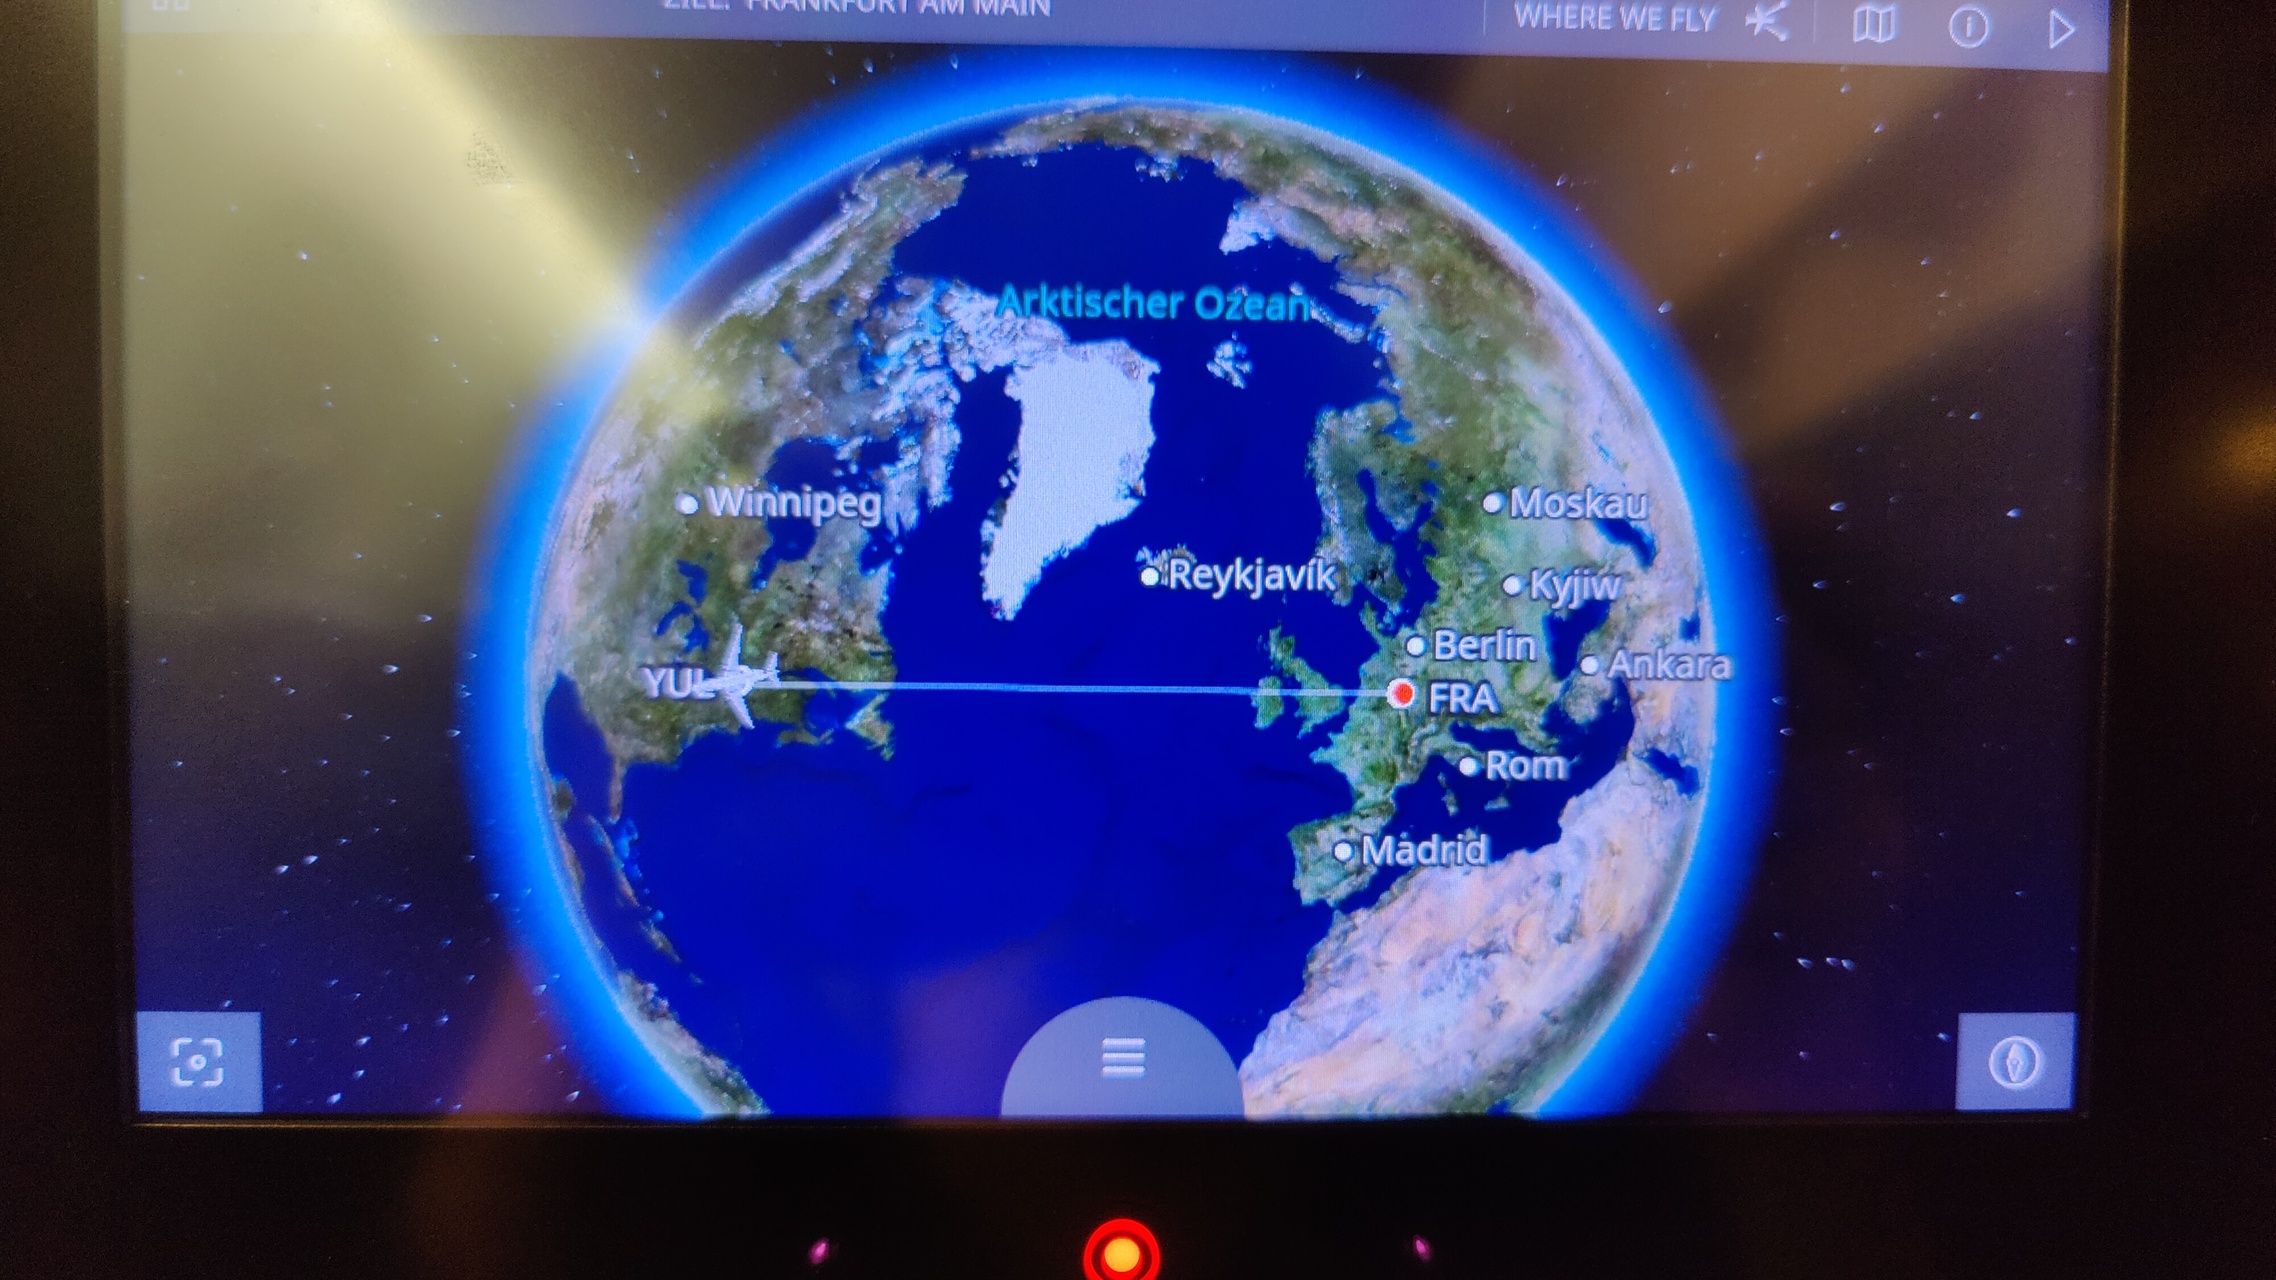 ZIEL: FRANKFURT AM MAIN
WHERE WE FLY
Arktischer Ozean
Winnipeg
Moskau
Reykjavík
Kyjiw
Berlin
Ankara
YUL
FRA
Rom
Madrid